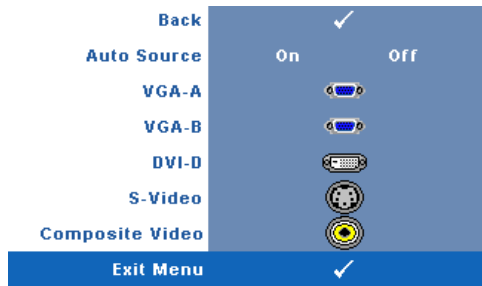 Back
Auto Source On Off
VGA-A
VGA-B
DVI-D
S-Video
Composite Video
Exit Menu